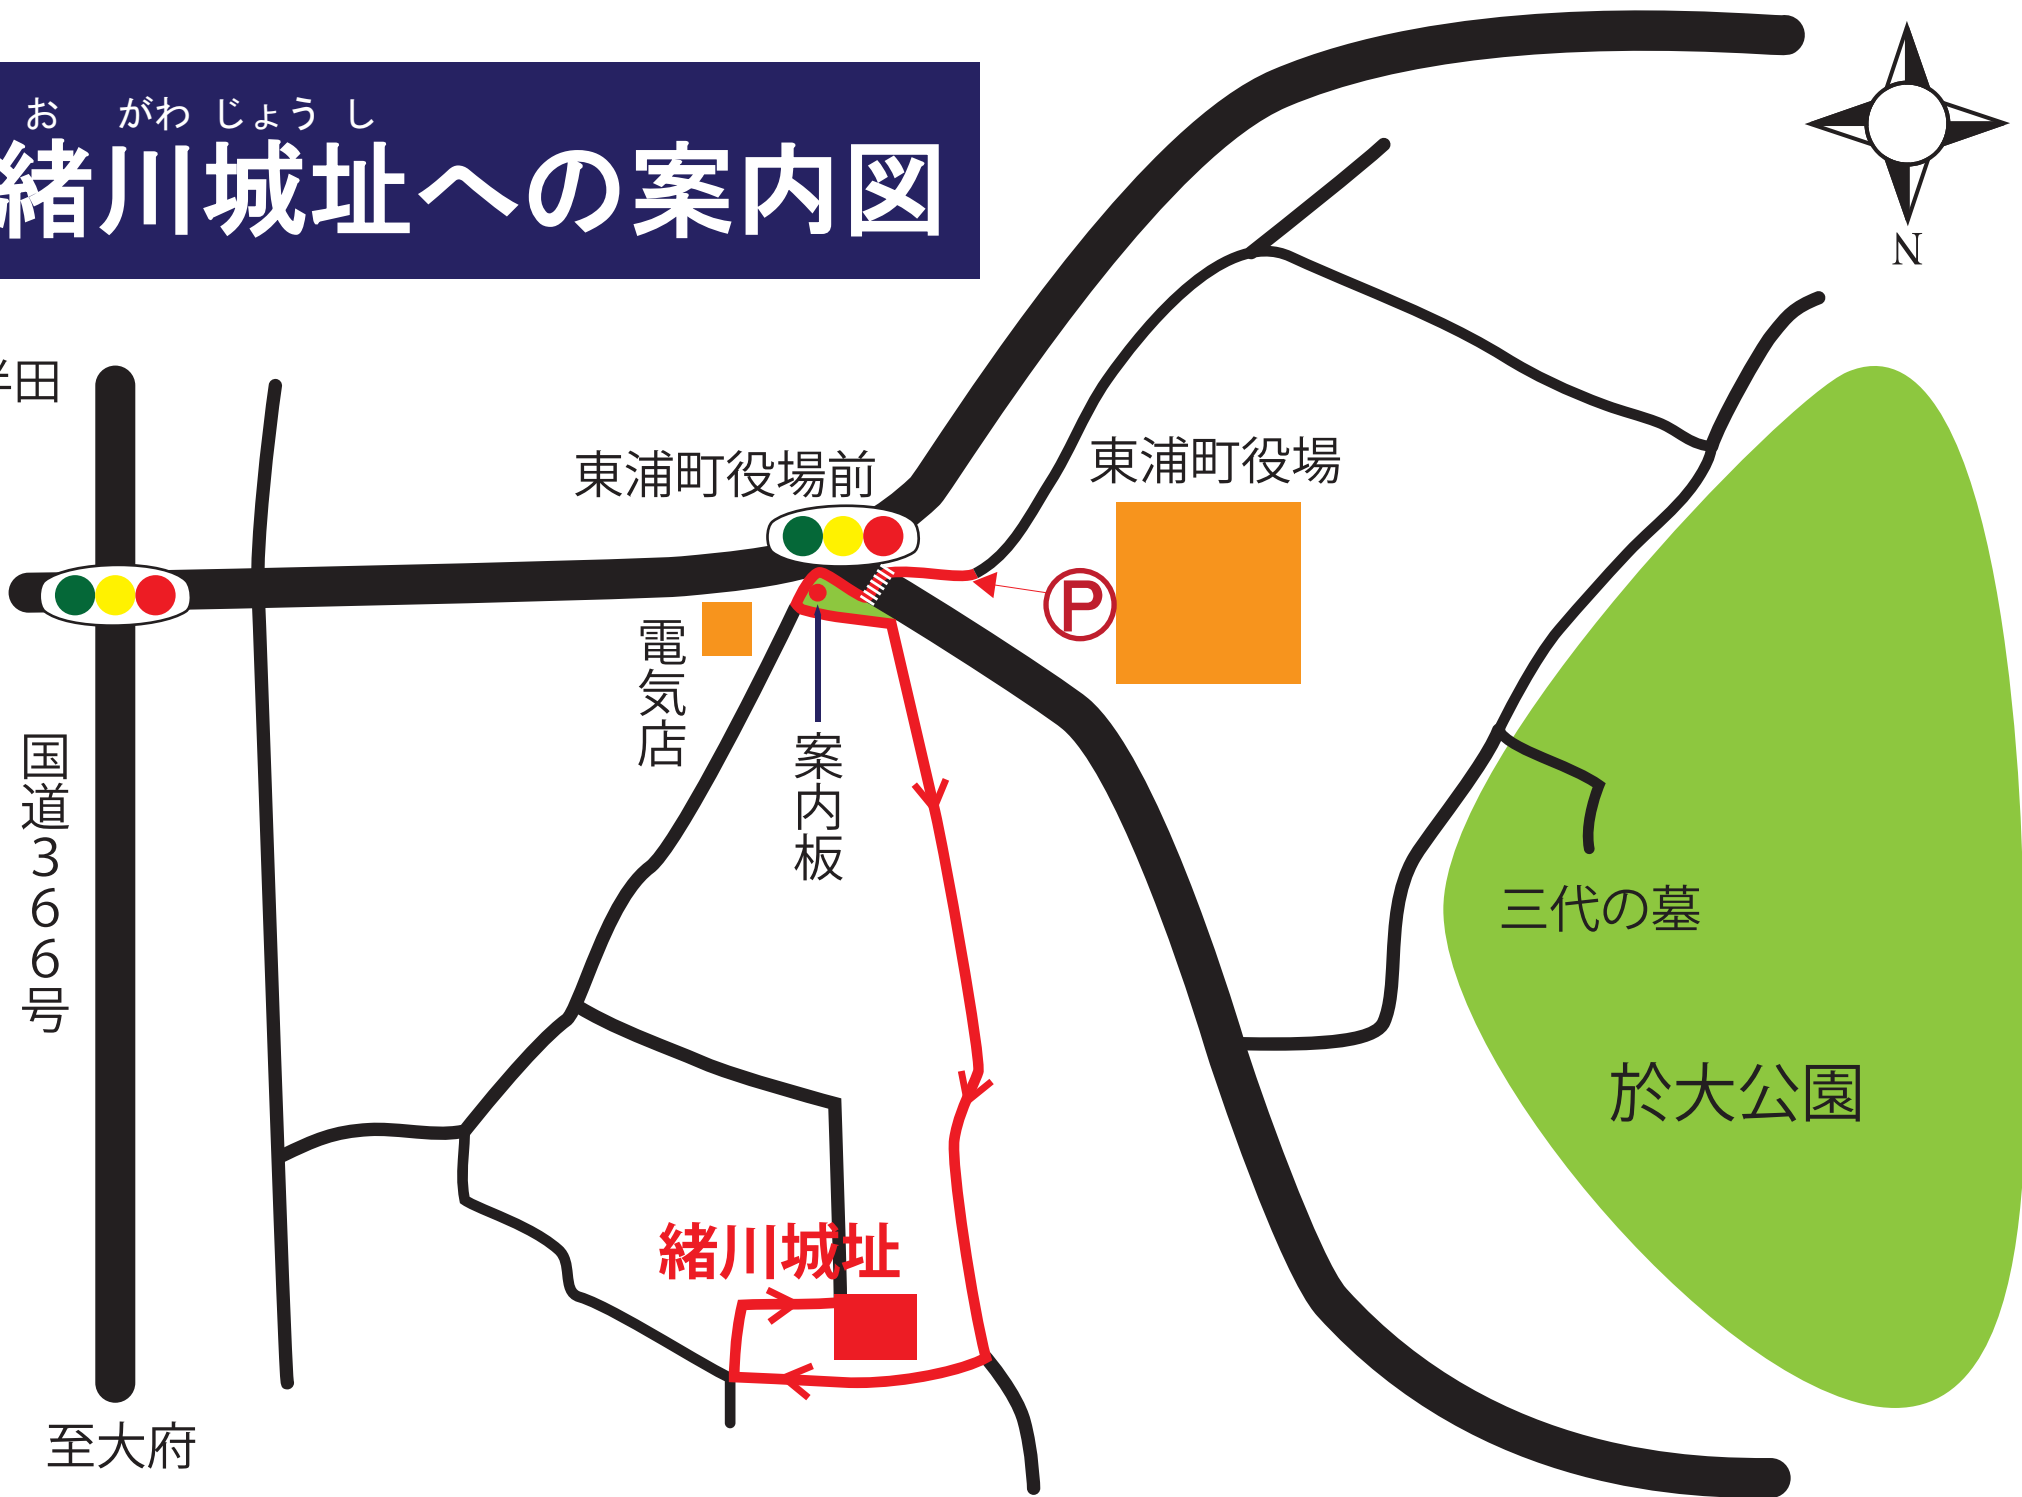 お がわ じょう し
緒川城址への案内図
N
半田
東浦町役場前
東浦町役場
P
電気店
案内板
国道366号
三代の墓
於大公園
緒川城址
至大府